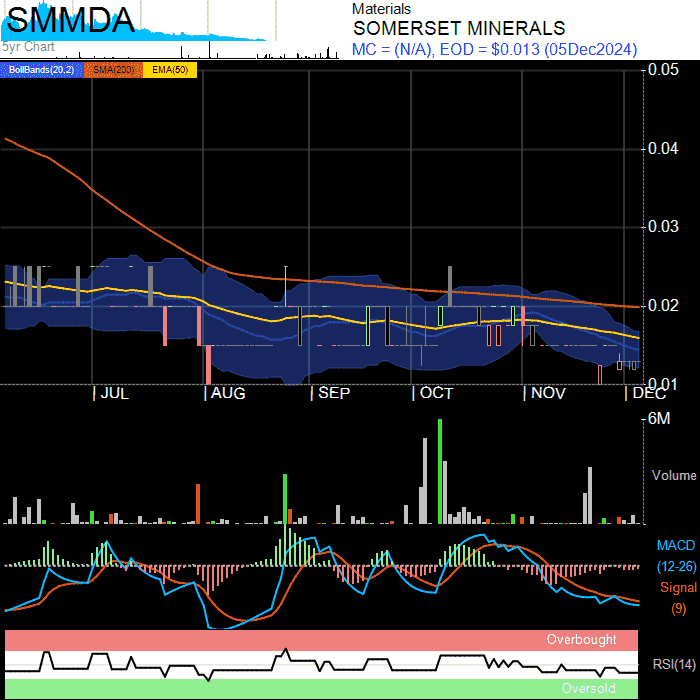 SMMDA
5yr Chart
Materials
SOMERSET MINERALS
MC = (N/A), EOD = $0.013 (05Dec2024)
BollBands(20,2) SMA(200) EMA(50)
0.05
0.04
0.03
0.02
0.01
JUL AUG SEP OCT NOV DEC
6M
Volume
MACD
(12-26)
Signal
(9)
Overbought
RSI(14)
Oversold